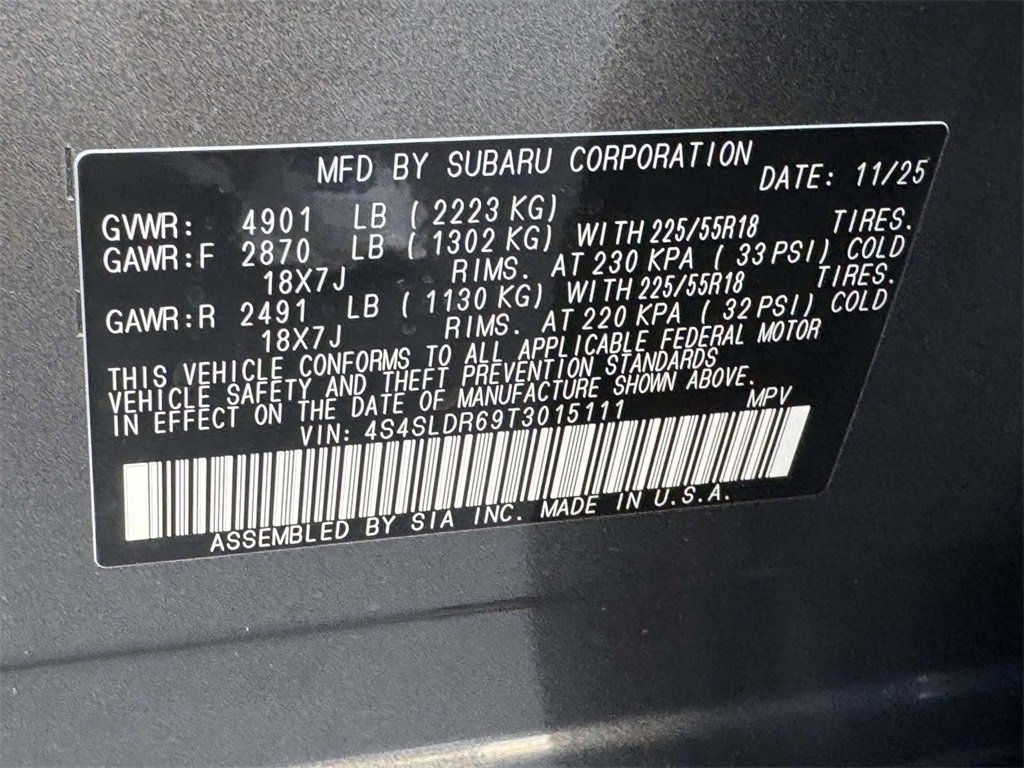 MFD BY SUBARU CORPORATION DATE: 11/25
GVWR: 4901 LB ( 2223 KG)
GAWR:F 2870 LB ( 1302 KG) WITH 225/55R18 TIRES.
18X7J RIMS. AT 230 KPA ( 33 PSI) COLD
GAWR:R 2491 LB ( 1130 KG) WITH 225/55R18 TIRES.
18X7J RIMS. AT 220 KPA ( 32 PSI) COLD
THIS VEHICLE CONFORMS TO ALL APPLICABLE FEDERAL MOTOR
VEHICLE SAFETY AND THEFT PREVENTION STANDARDS
IN EFFECT ON THE DATE OF MANUFACTURE SHOWN ABOVE.
VIN: 4S4SLDR69T3015111 MPV
ASSEMBLED BY SIA INC. MADE IN U.S.A.